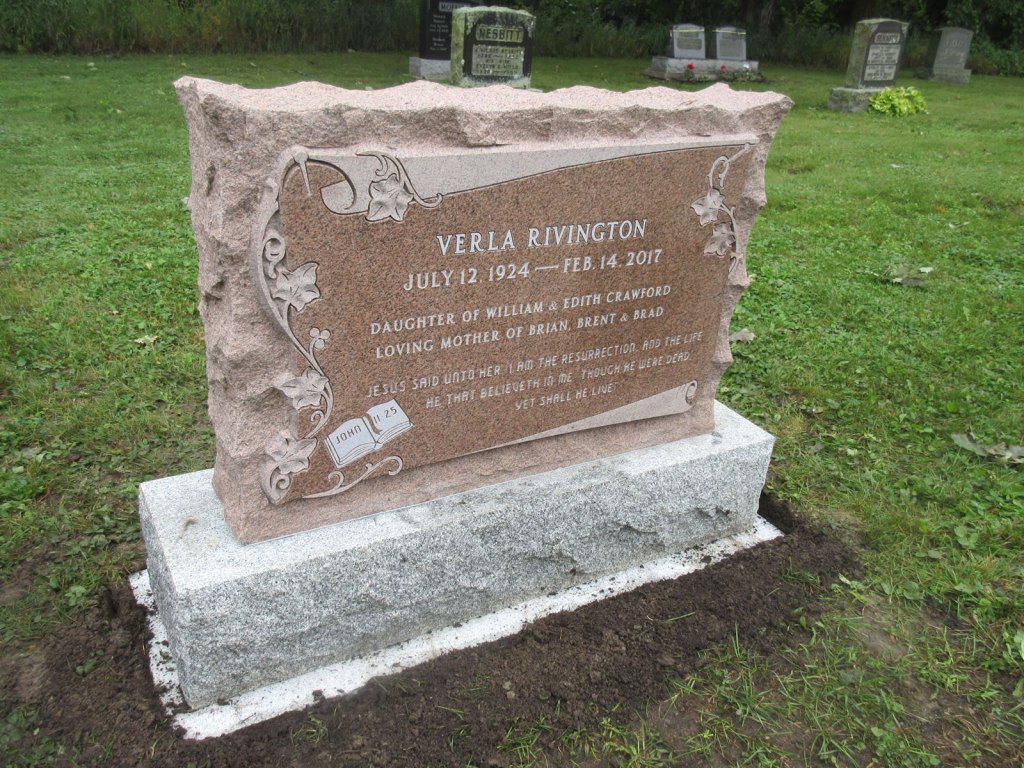 NESBITT
VERLA RIVINGTON
JULY 12, 1924 — FEB. 14, 2017
DAUGHTER OF WILLIAM & EDITH CRAWFORD
LOVING MOTHER OF BRIAN, BRENT & BRAD
JESUS SAID UNTO HER, I AM THE RESURRECTION, AND THE LIFE
HE THAT BELIEVETH IN ME, THOUGH HE WERE DEAD,
YET SHALL HE LIVE"
JOHN 11:25